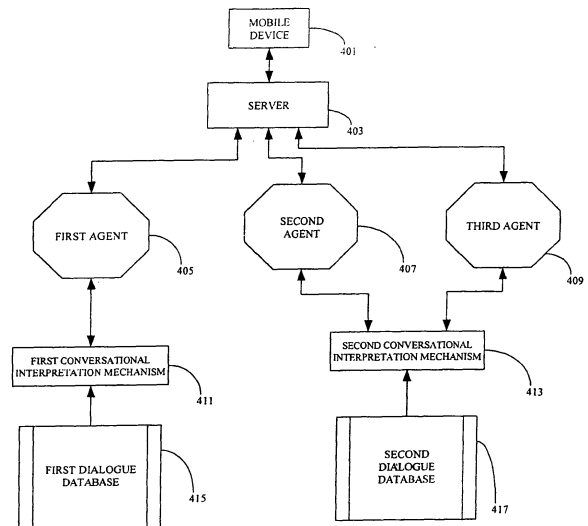 MOBILE
DEVICE
401
SERVER
403
FIRST AGENT
405
SECOND
AGENT
407
THIRD AGENT
409
FIRST CONVERSATIONAL
INTERPRETATION MECHANISM
411
SECOND CONVERSATIONAL
INTERPRETATION MECHANISM
413
FIRST DIALOGUE
DATABASE
415
SECOND
DIALOGUE
DATABASE
417